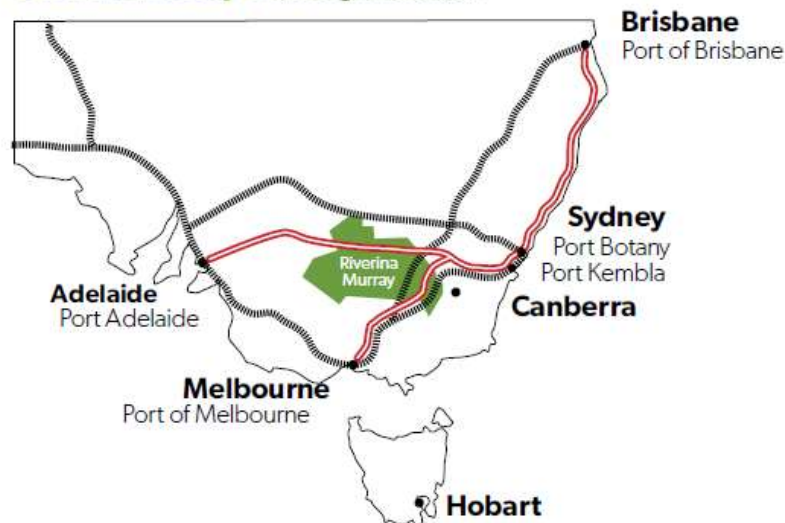 Brisbane
Port of Brisbane
Sydney
Port Botany
Port Kembla
Riverina
Murray
Adelaide
Port Adelaide
Canberra
Melbourne
Port of Melbourne
Hobart